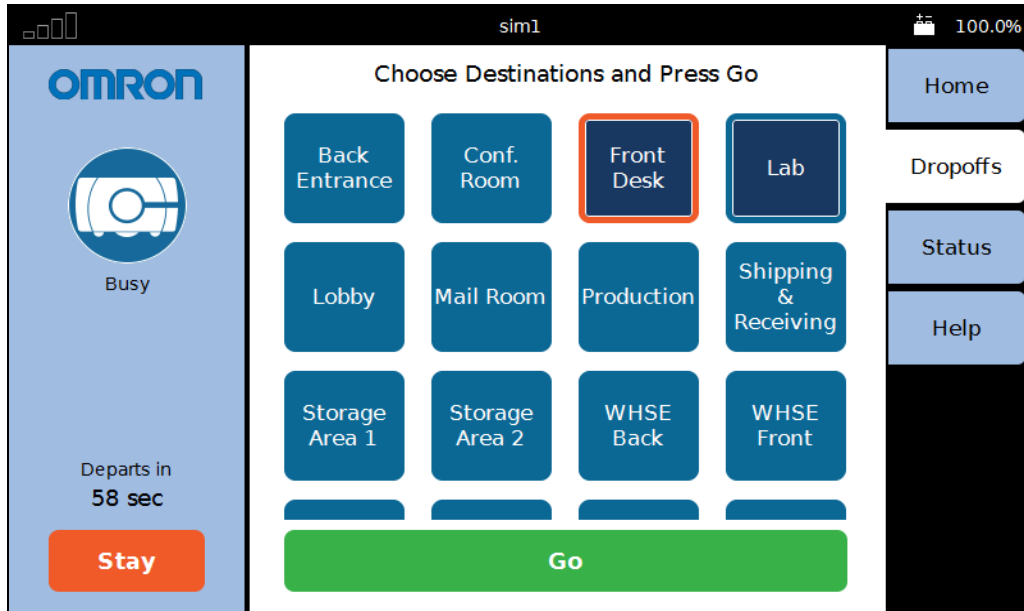 sim1
100.0%
OMRON
Busy
Departs in
58 sec
Stay
Choose Destinations and Press Go
Back
Entrance
Conf.
Room
Front
Desk
Lab
Lobby
Mail Room
Production
Shipping
&
Receiving
Storage
Area 1
Storage
Area 2
WHSE
Back
WHSE
Front
Go
Home
Dropoffs
Status
Help